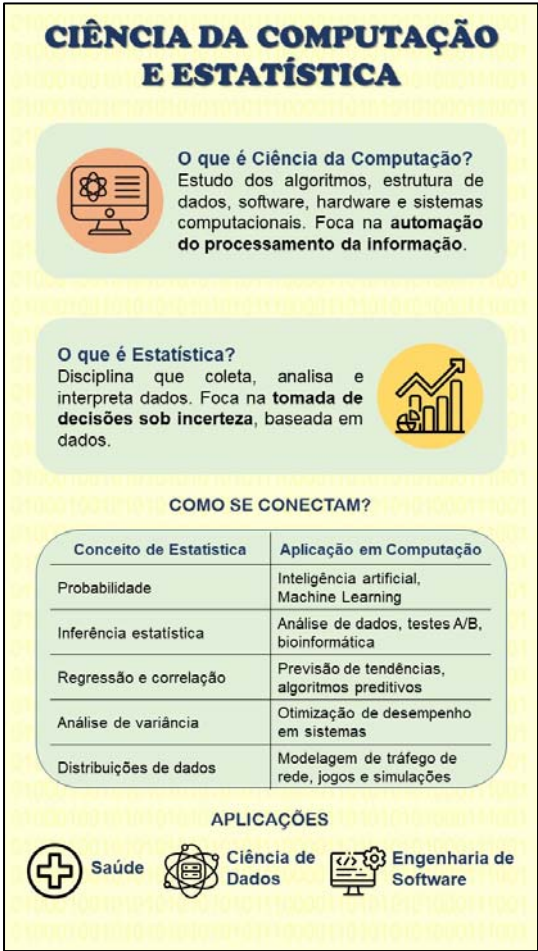 CIÊNCIA DA COMPUTAÇÃO
E ESTATÍSTICA
O que é Ciência da Computação?
Estudo dos algoritmos, estrutura de
dados, software, hardware e sistemas
computacionais. Foca na automação
do processamento da informação.
O que é Estatística?
Disciplina que coleta, analisa e
interpreta dados. Foca na tomada de
decisões sob incerteza, baseada em
dados.
COMO SE CONECTAM?
Conceito de Estatística Aplicação em Computação
Probabilidade
Inteligência artificial,
Machine Learning
Inferência estatística
Análise de dados, testes A/B,
bioinformática
Regressão e correlação
Previsão de tendências,
algoritmos preditivos
Análise de variância
Otimização de desempenho
em sistemas
Distribuições de dados
Modelagem de tráfego de
rede, jogos e simulações
APLICAÇÕES
Saúde
Ciência de
Dados
Engenharia de
Software